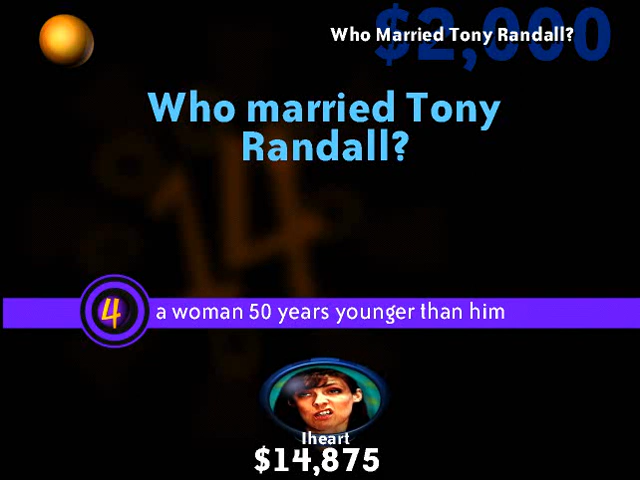 $2,000
Who Married Tony Randall?
Who married Tony
Randall?
14
4 a woman 50 years younger than him
Iheart
$14,875